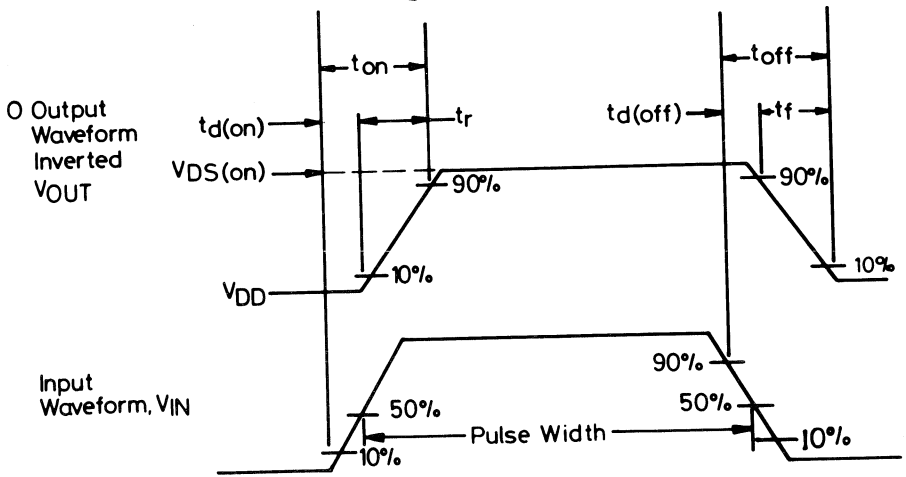 ton
toff
O Output
Waveform
Inverted
VOUT
td(on)
tr
td(off)
tf
VDS(on)
90%
90%
10%
10%
VDD
Input
Waveform, VIN
90%
50%
50%
Pulse Width
10%
10%